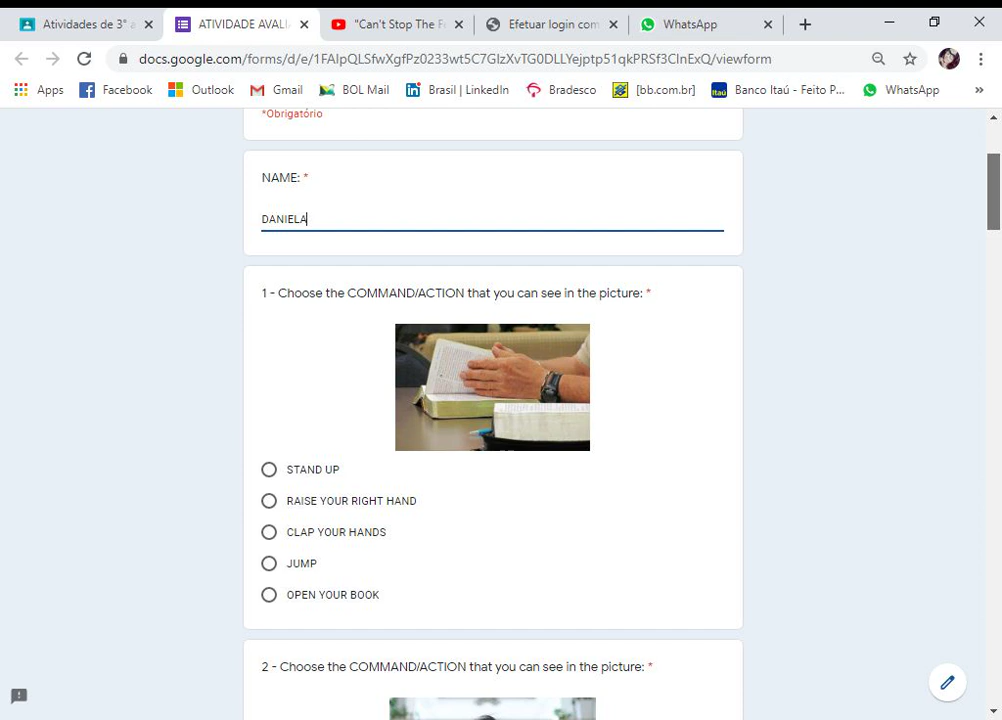 Atividades de 3° a
ATIVIDADE AVALI
"Can't Stop The F
Efetuar login com
WhatsApp
docs.google.com/forms/d/e/1FAIpQLSfwXgfPz0233wt5C7GIzXvTG0DLLYejptp51qkPRSf3CInExQ/viewform
Apps
Facebook
Outlook
Gmail
BOL Mail
Brasil | LinkedIn
Bradesco
[bb.com.br]
Banco Itaú - Feito P...
WhatsApp
*Obrigatório
NAME: *
DANIELA
1 - Choose the COMMAND/ACTION that you can see in the picture: *
STAND UP
RAISE YOUR RIGHT HAND
CLAP YOUR HANDS
JUMP
OPEN YOUR BOOK
2 - Choose the COMMAND/ACTION that you can see in the picture: *